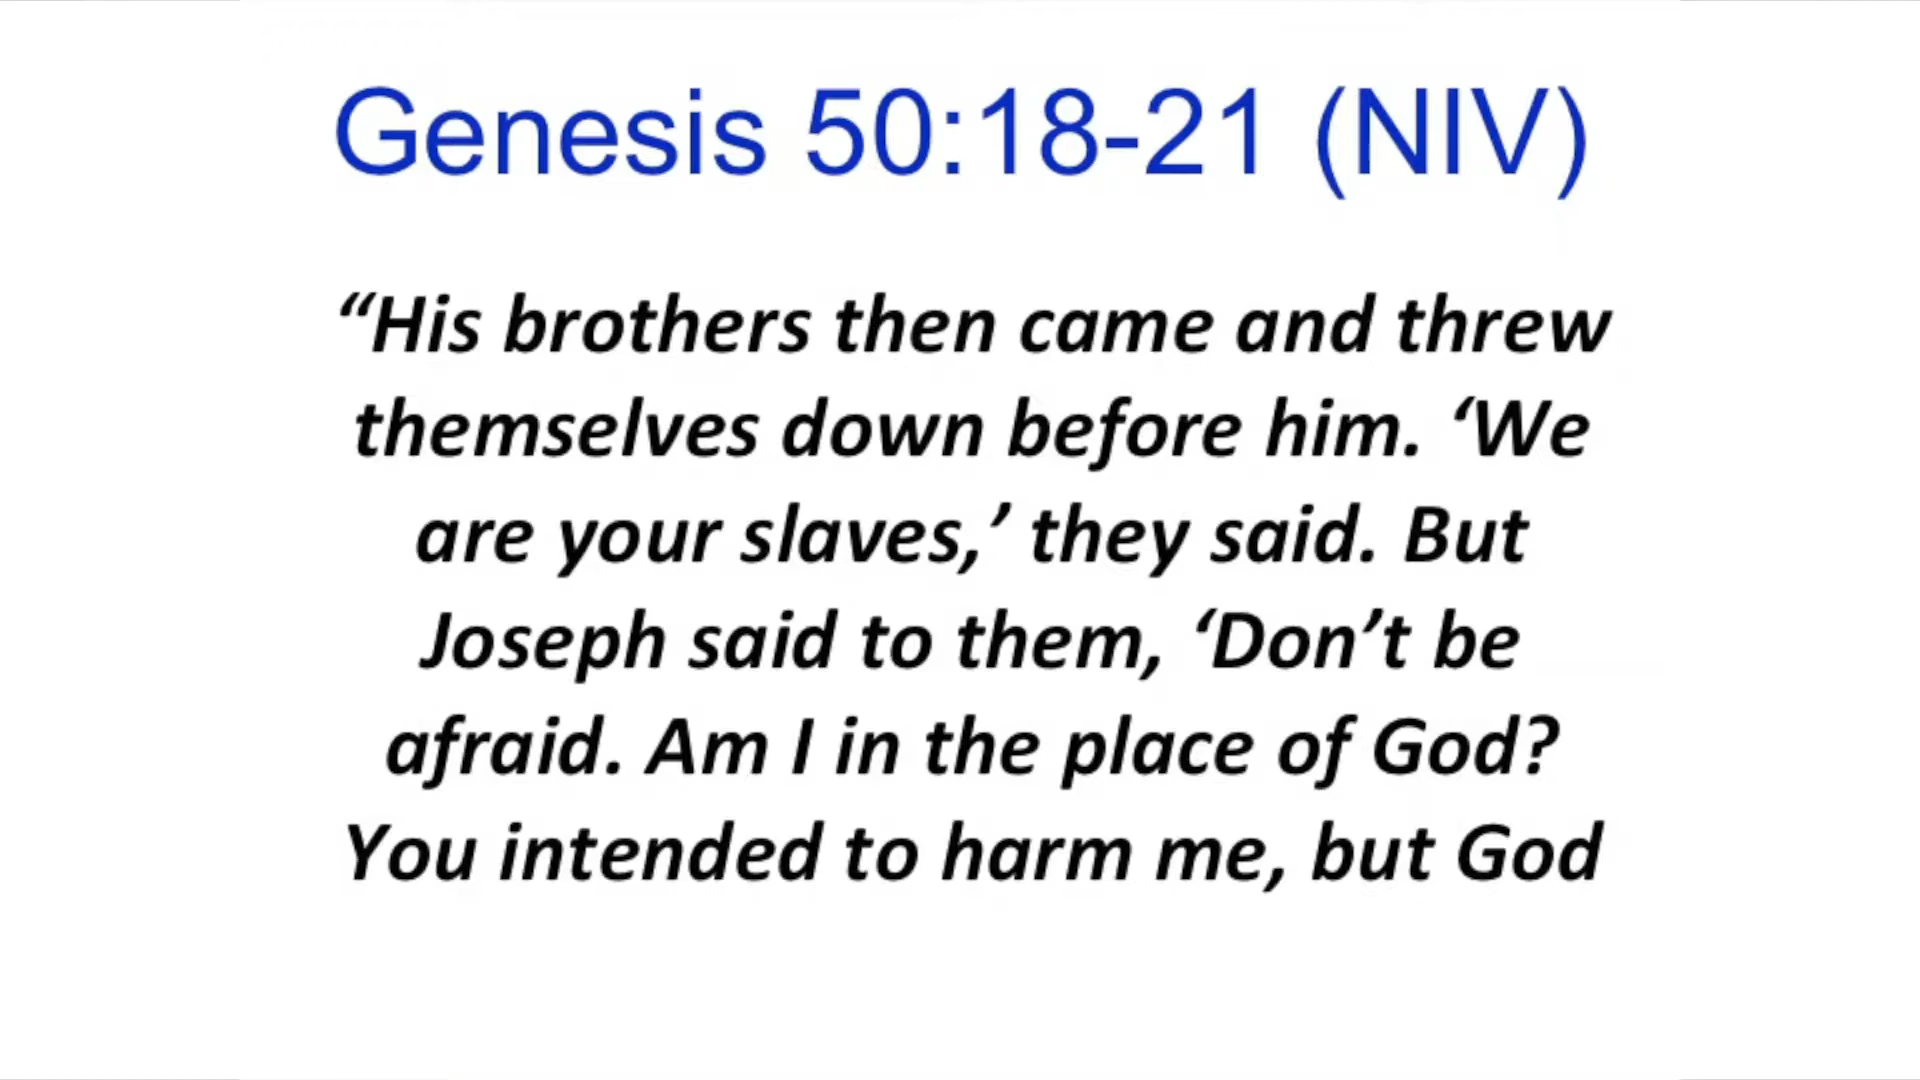 Genesis 50:18-21 (NIV)
“His brothers then came and threw
themselves down before him. ‘We
are your slaves,’ they said. But
Joseph said to them, ‘Don’t be
afraid. Am I in the place of God?
You intended to harm me, but God